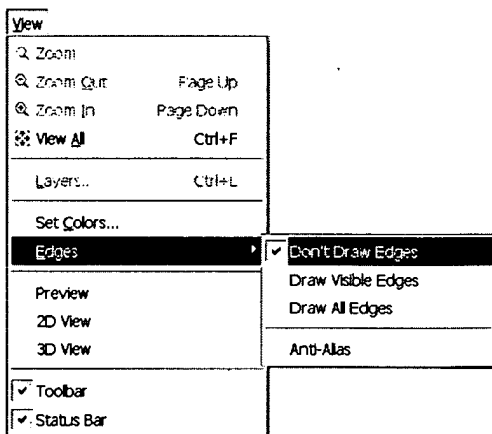 View
Zoom
Zoom Out Page Up
Zoom In Page Down
View All Ctrl+F
Layers... Ctrl+L
Set Colors...
Edges Don't Draw Edges
Draw Visible Edges
Draw All Edges
Preview
2D View
3D View
Anti-Alias
Toolbar
Status Bar